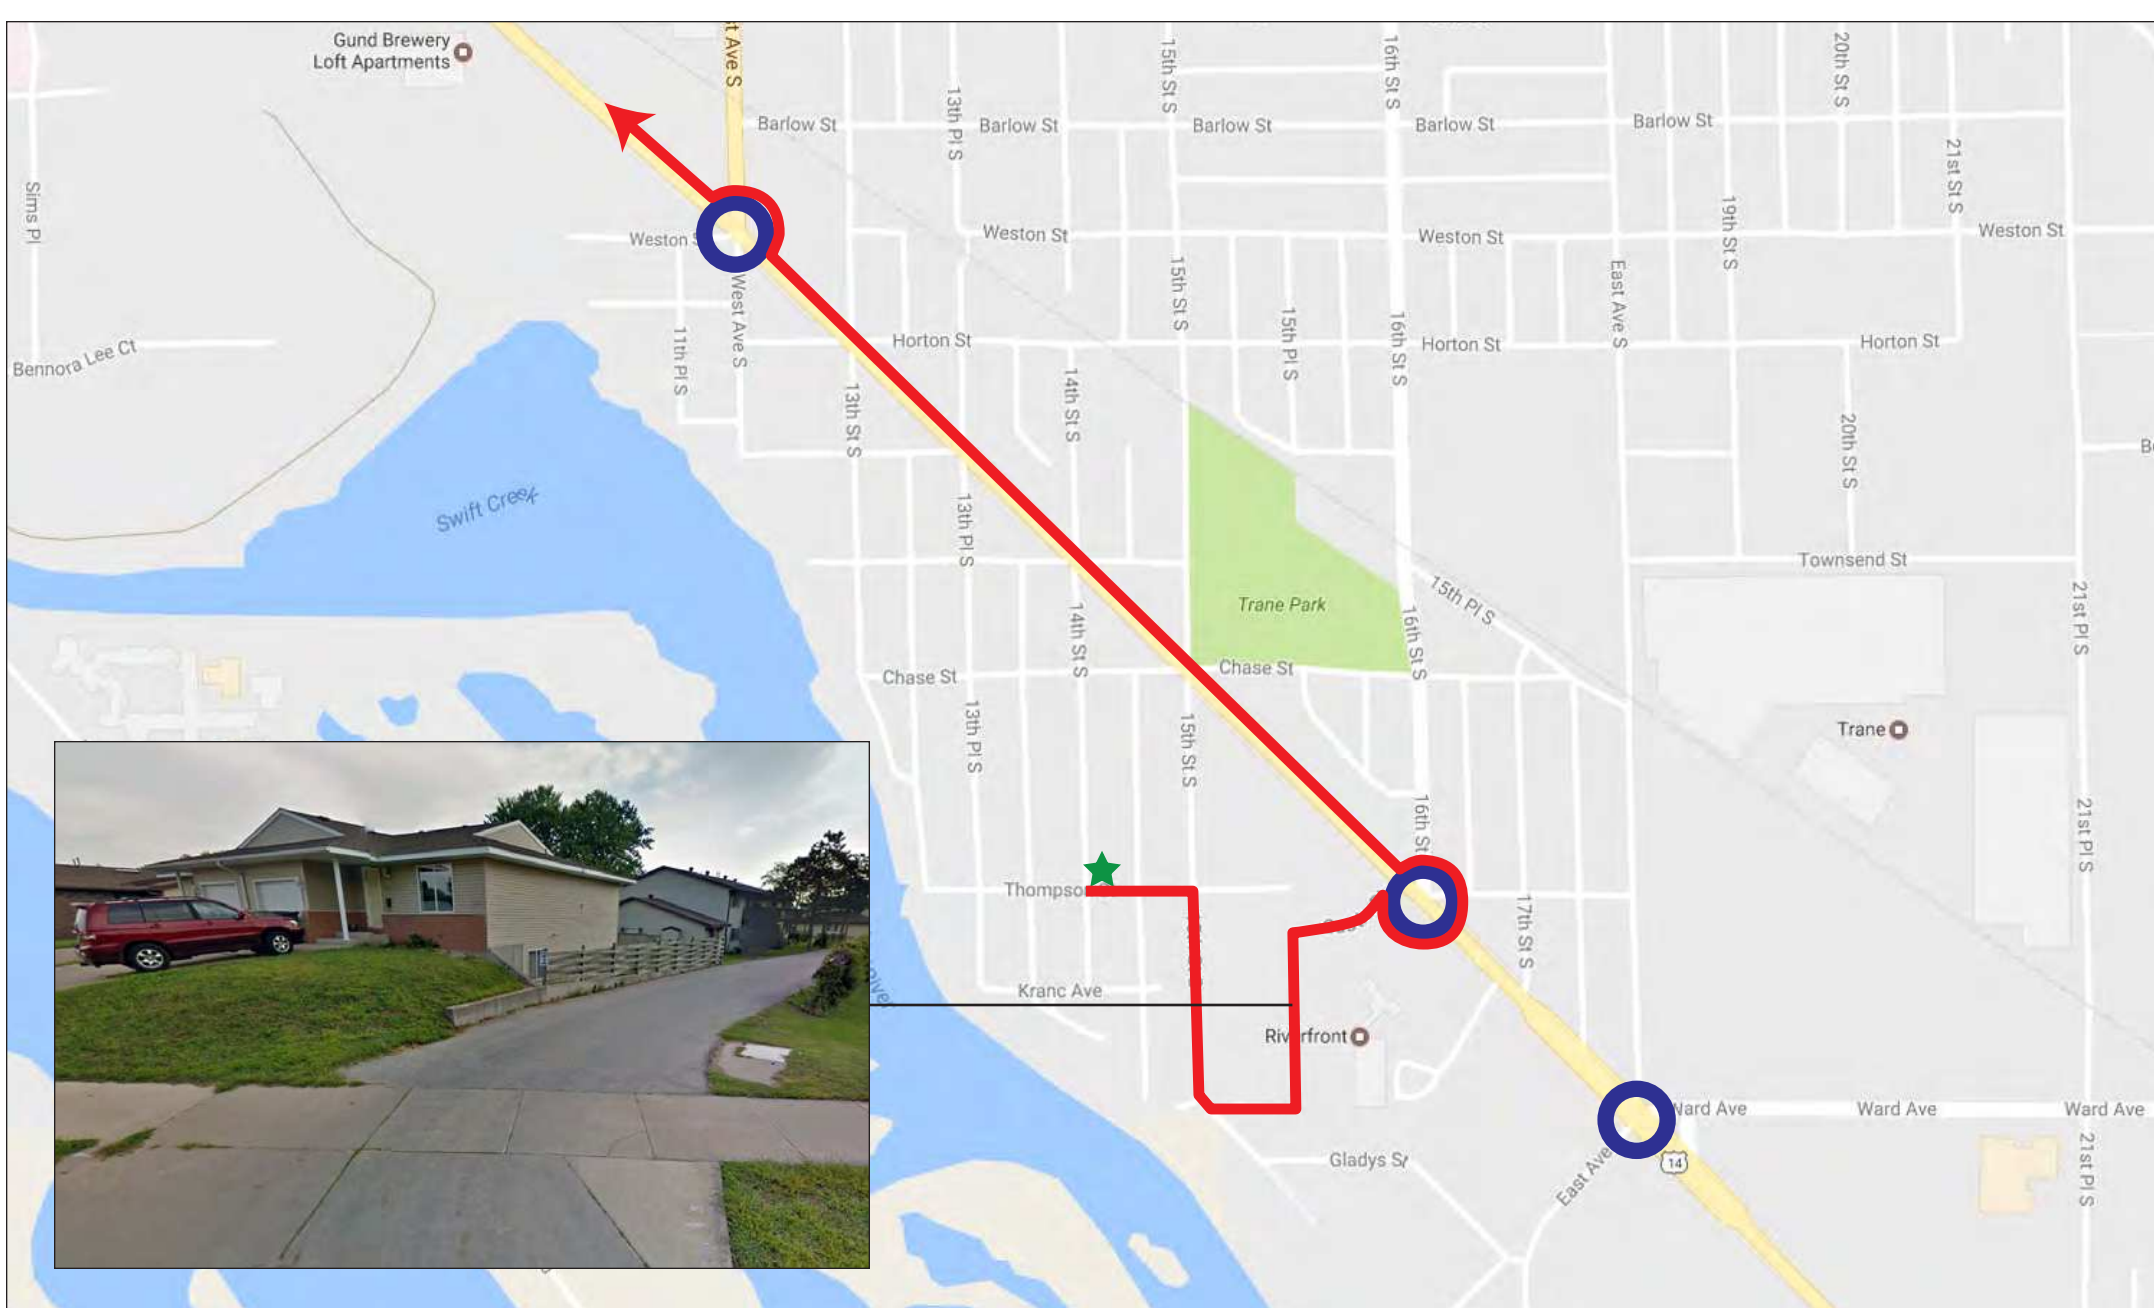 Gund Brewery
Loft Apartments
st Ave S
15th St S
16th St S
20th St S
13th Pl S
Barlow St
Barlow St
Barlow St
Barlow St
Barlow St
21st St S
Sims Pl
Weston S
Weston St
Weston St
Weston St
19th St S
15th St S
East Ave S
West Ave S
11th Pl S
Horton St
15th Pl S
16th St S
Horton St
Horton St
Bennora Lee Ct
13th St S
14th St S
20th St S
Swift Creek
13th Pl S
Townsend St
15th Pl S
Trane Park
14th St S
16th St S
21st Pl S
Chase St
Chase St
13th Pl S
15th St S
Trane
16th St
21st Pl S
Thompso
17th St S
Kranc Ave
Riverfront
Ward Ave
Ward Ave
Ward Ave
Gladys St
East Ave
14
21st Pl S